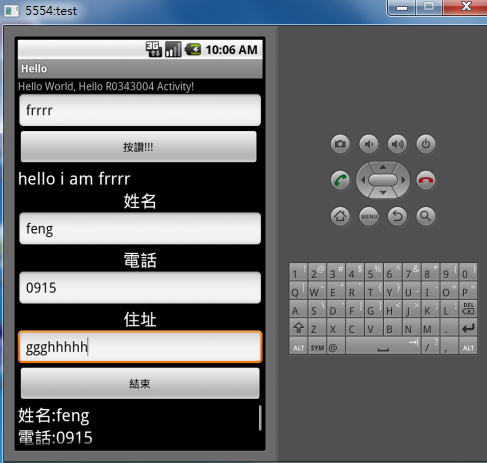 5554:test
3G 10:06 AM
Hello
Hello World, Hello R0343004 Activity!
frrrr
按讚!!!
hello i am frrrr
姓名
feng
電話
0915
住址
ggghhhhh
結束
姓名:feng
電話:0915
MENU
1 ! 2 @ 3 # 4 $ 5 % 6 ^ 7 & 8 * 9 ( 0 )
Q W E R T Y U I O P
A S D F G H J K L DEL
Z X C V B N M .
ALT SYM @ / ? , ALT